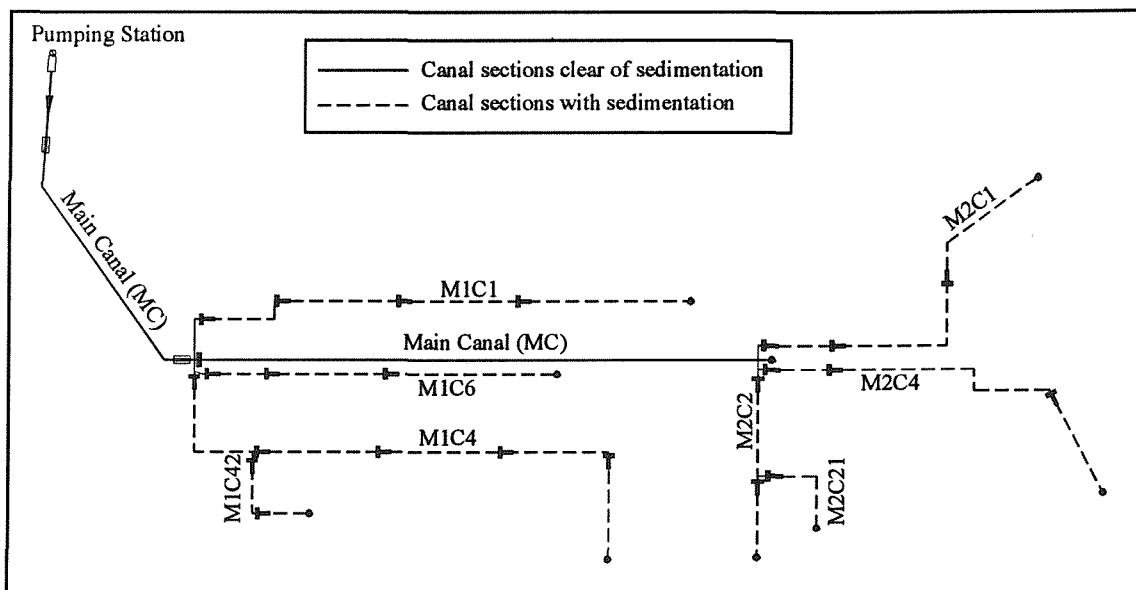 Pumping Station
Canal sections clear of sedimentation
Canal sections with sedimentation
Main Canal (MC)
M2C1
M1C1
Main Canal (MC)
M1C6
M2C4
M2C2
M1C4
M1C42
M2C21